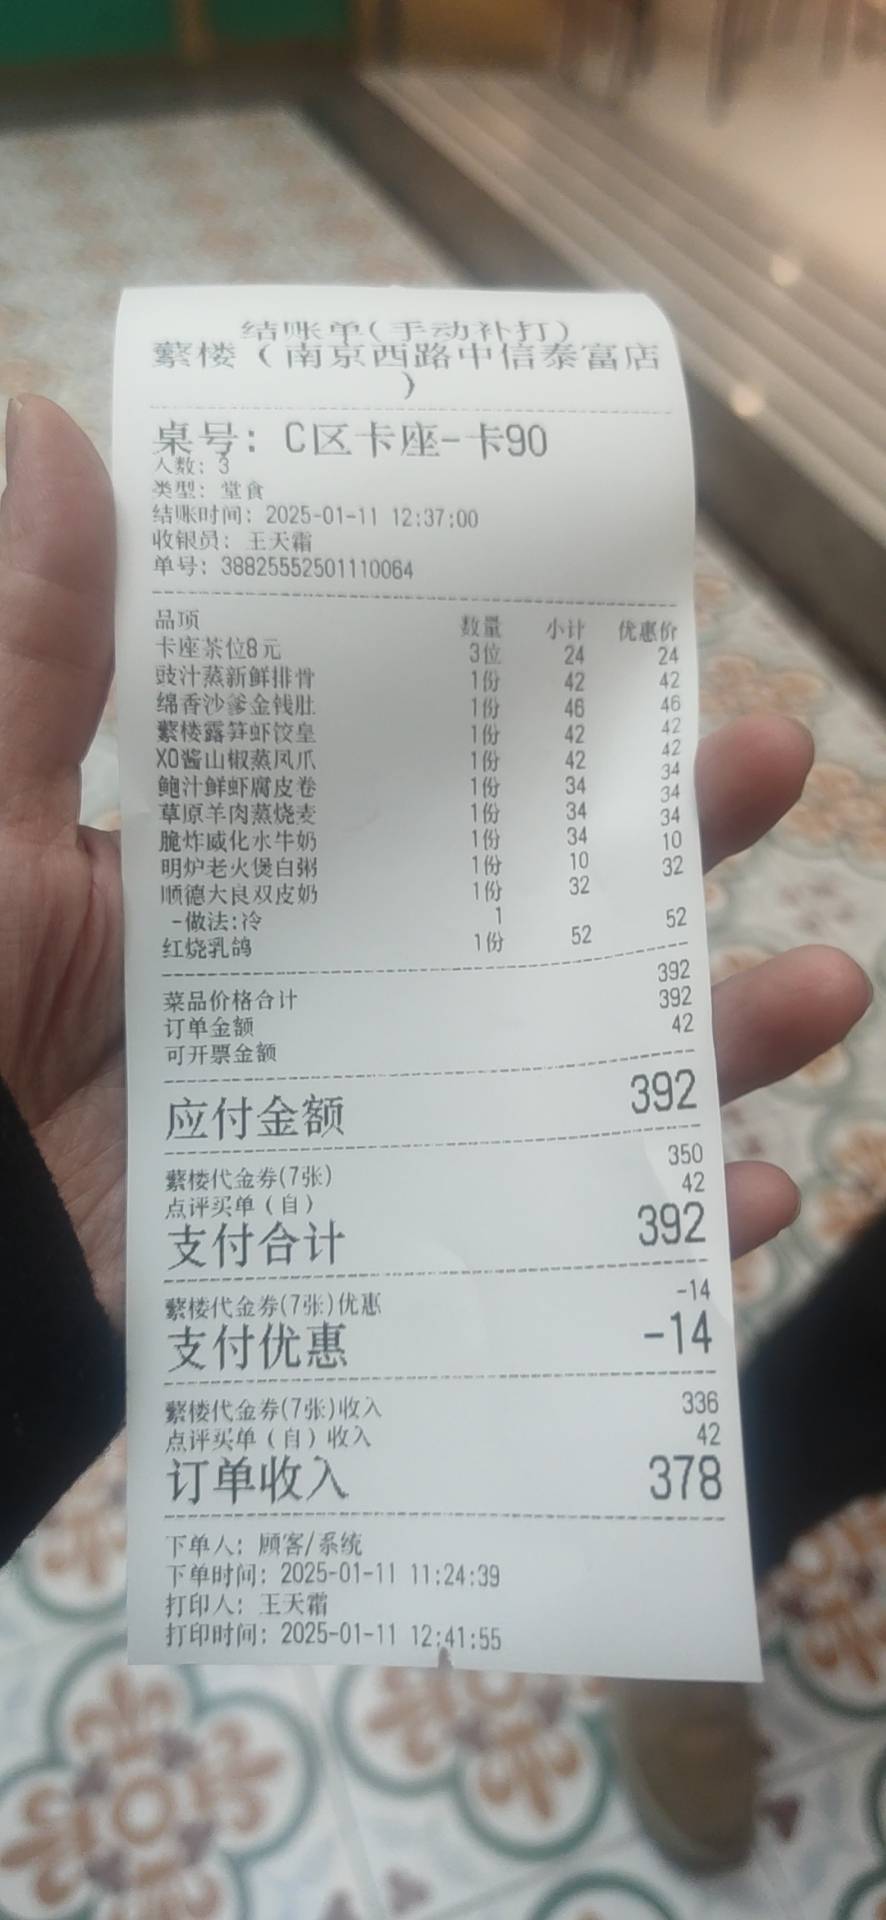 结账单(手动补打)
蘩楼(南京西路中信泰富店
)
桌号: C区卡座-卡90
人数: 3
类型: 堂食
结账时间: 2025-01-11 12:37:00
收银员: 王天霜
单号: 38825552501110064
品项 数量 小计 优惠价
卡座茶位8元 3位 24 24
豉汁蒸新鲜排骨 1份 42 42
绵香沙爹金钱肚 1份 46 46
蘩楼露笋虾饺皇 1份 42 42
XO酱山椒蒸凤爪 1份 42 42
鲍汁鲜虾腐皮卷 1份 34 34
草原羊肉蒸烧麦 1份 34 34
脆炸威化水牛奶 1份 34 34
明炉老火煲白粥 1份 10 10
顺德大良双皮奶 1份 32 32
-做法:冷 1
红烧乳鸽 1份 52 52
菜品价格合计 392
订单金额 392
可开票金额 42
应付金额 392
蘩楼代金券(7张) 350
点评买单(自) 42
支付合计 392
蘩楼代金券(7张)优惠 -14
支付优惠 -14
蘩楼代金券(7张)收入 336
点评买单(自)收入 42
订单收入 378
下单人: 顾客/系统
下单时间: 2025-01-11 11:24:39
打印人: 王天霜
打印时间: 2025-01-11 12:41:55